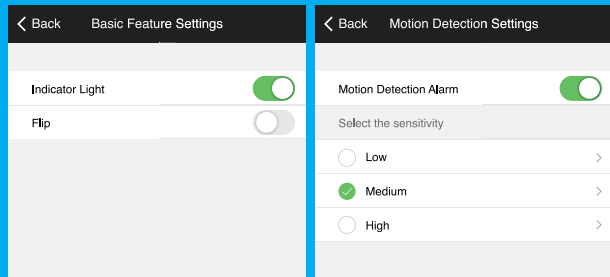 Back Basic Feature Settings
Indicator Light
Flip
Back Motion Detection Settings
Motion Detection Alarm
Select the sensitivity
Low
Medium
High